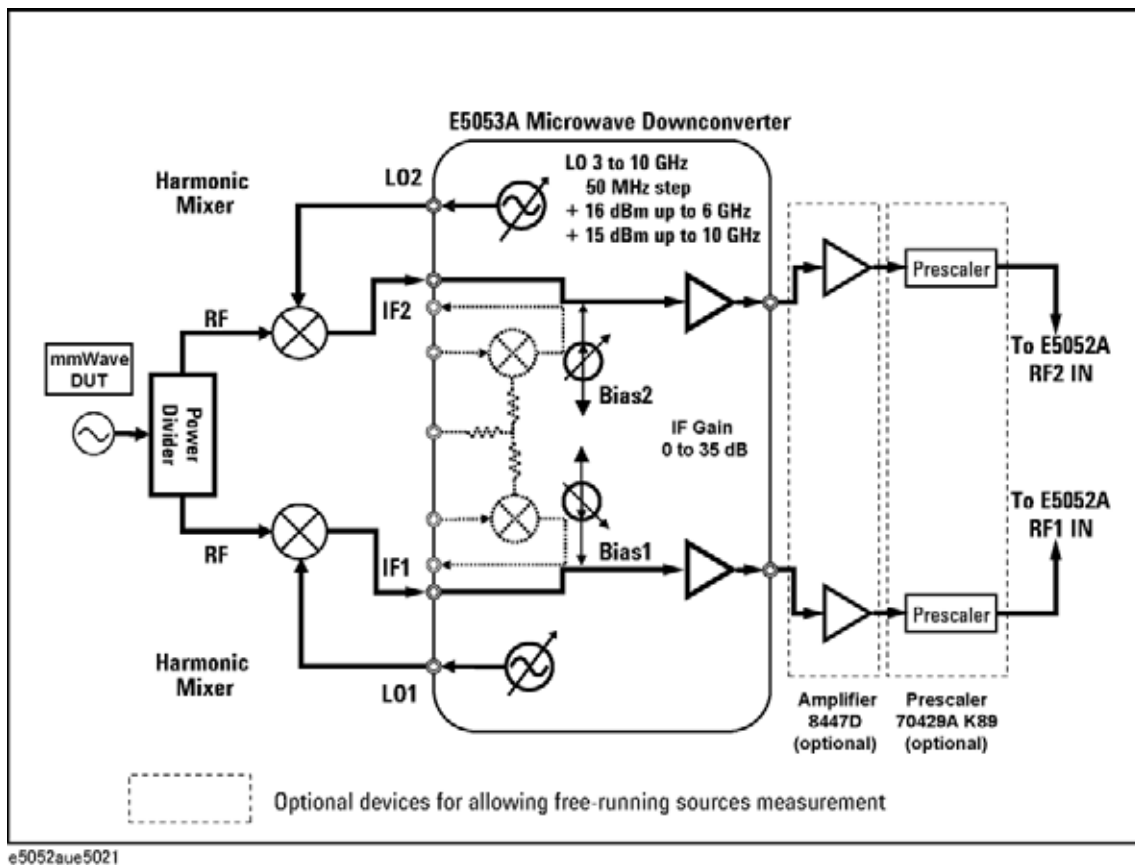 E5053A Microwave Downconverter
LO 3 to 10 GHz
50 MHz step
+ 16 dBm up to 6 GHz
+ 15 dBm up to 10 GHz
Harmonic
Mixer
LO2
RF
IF2
mmWave
DUT
Power
Divider
Bias2
IF Gain
0 to 35 dB
Prescaler
To E5052A
RF2 IN
RF
IF1
Bias1
To E5052A
RF1 IN
Prescaler
Harmonic
Mixer
LO1
Amplifier
8447D
(optional)
Prescaler
70429A K89
(optional)
Optional devices for allowing free-running sources measurement
e5052aue5021